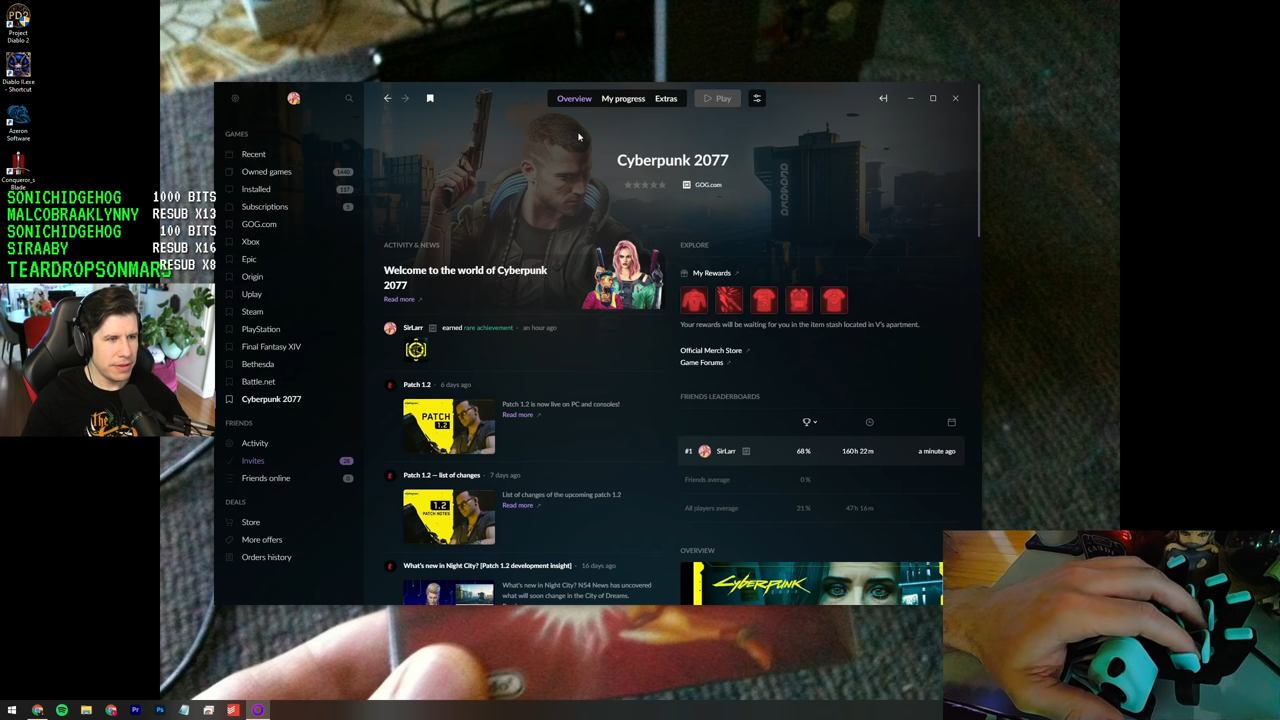 Project
Diablo 2
Diablo II.exe
- Shortcut
Azeron
Software
Conqueror_s
Blade
SONICHIDGEHOG 1000 BITS
MALCOBRAAKLYNNY RESUB X13
SONICHIDGEHOG 100 BITS
SIRAABY RESUB X16
TEARDROPSONMARS RESUB X8
GAMES
Recent
Owned games 1440
Installed 117
Subscriptions 5
GOG.com
Xbox
Epic
Origin
Uplay
Steam
PlayStation
Final Fantasy XIV
Bethesda
Battle.net
Cyberpunk 2077
FRIENDS
Activity
Invites 26
Friends online 0
DEALS
Store
More offers
Orders history
Overview My progress Extras Play
Cyberpunk 2077
GOG.com
ACTIVITY & NEWS
Welcome to the world of Cyberpunk
2077
Read more
SirLarr earned rare achievement · an hour ago
Patch 1.2 · 6 days ago
PATCH
1.2
Patch 1.2 is now live on PC and consoles!
Read more
Patch 1.2 — list of changes · 7 days ago
1.2
PATCH NOTES
List of changes of the upcoming patch 1.2
Read more
What's new in Night City? [Patch 1.2 development insight] · 16 days ago
What's new in Night City? N54 News has uncovered
what will soon change in the City of Dreams.
EXPLORE
My Rewards
Your rewards will be waiting for you in the item stash located in V's apartment.
Official Merch Store
Game Forums
FRIENDS LEADERBOARDS
#1 SirLarr 68% 160h 22m a minute ago
Friends average 0%
All players average 21% 47h 16m
OVERVIEW
CYBERPUNK
2077